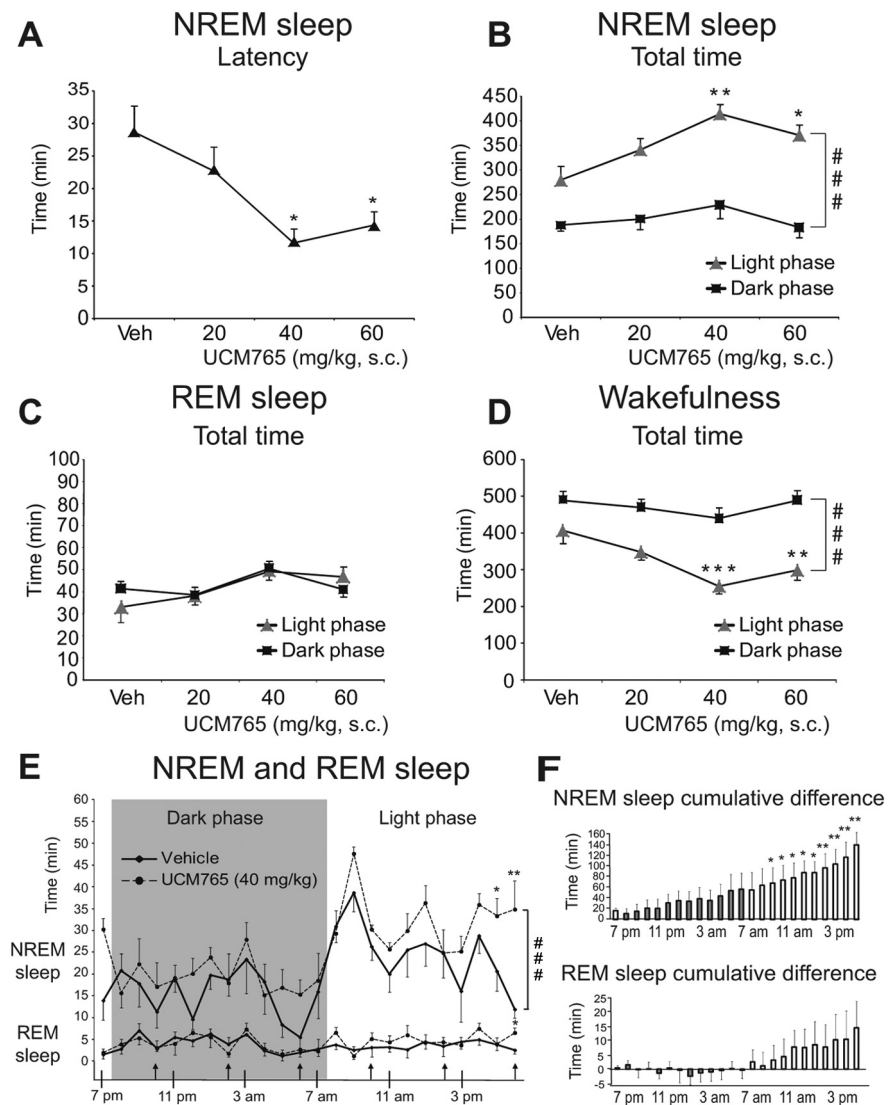 A
NREM sleep
Latency
Time (min)
35
30
25
20
15
10
5
0
*
*
Veh 20 40 60
UCM765 (mg/kg, s.c.)
B
NREM sleep
Total time
Time (min)
450
400
350
300
250
200
150
100
50
0
**
*
###
Light phase
Dark phase
Veh 20 40 60
UCM765 (mg/kg, s.c.)
C
REM sleep
Total time
Time (min)
100
90
80
70
60
50
40
30
20
10
0
Light phase
Dark phase
Veh 20 40 60
UCM765 (mg/kg, s.c.)
D
Wakefulness
Total time
Time (min)
600
500
400
300
200
100
0
***
**
###
Light phase
Dark phase
Veh 20 40 60
UCM765 (mg/kg, s.c.)
E
NREM and REM sleep
Time (min)
60
55
50
45
40
35
30
25
20
15
10
5
0
Dark phase
Light phase
Vehicle
UCM765 (40 mg/kg)
*
**
###
*
NREM
sleep
REM
sleep
7 pm 11 pm 3 am 7 am 11 am 3 pm
F
NREM sleep cumulative difference
Time (min)
160
140
120
100
80
60
40
20
0
* * * * * ** ** ** **
7 pm 11 pm 3 am 7 am 11 am 3 pm
REM sleep cumulative difference
Time (min)
25
20
15
10
5
0
-5
7 pm 11 pm 3 am 7 am 11 am 3 pm